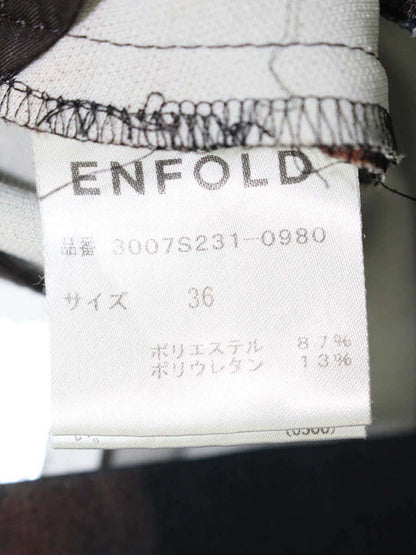 ENFOLD
品番 3007S231-0980
サイズ 36
ポリエステル 87%
ポリウレタン 13%
(0500)